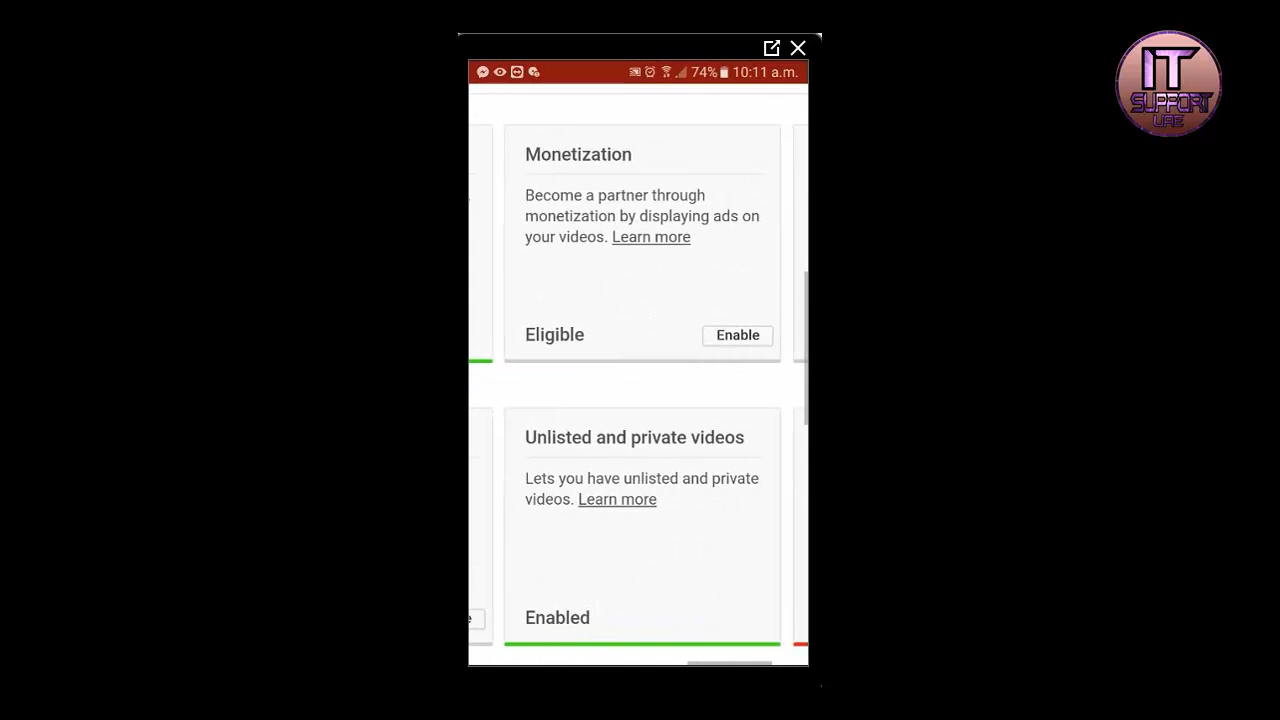 IT
SUPPORT
UAE
74% 10:11 a.m.
Monetization
Become a partner through
monetization by displaying ads on
your videos. Learn more
Eligible
Enable
Unlisted and private videos
Lets you have unlisted and private
videos. Learn more
e
Enabled